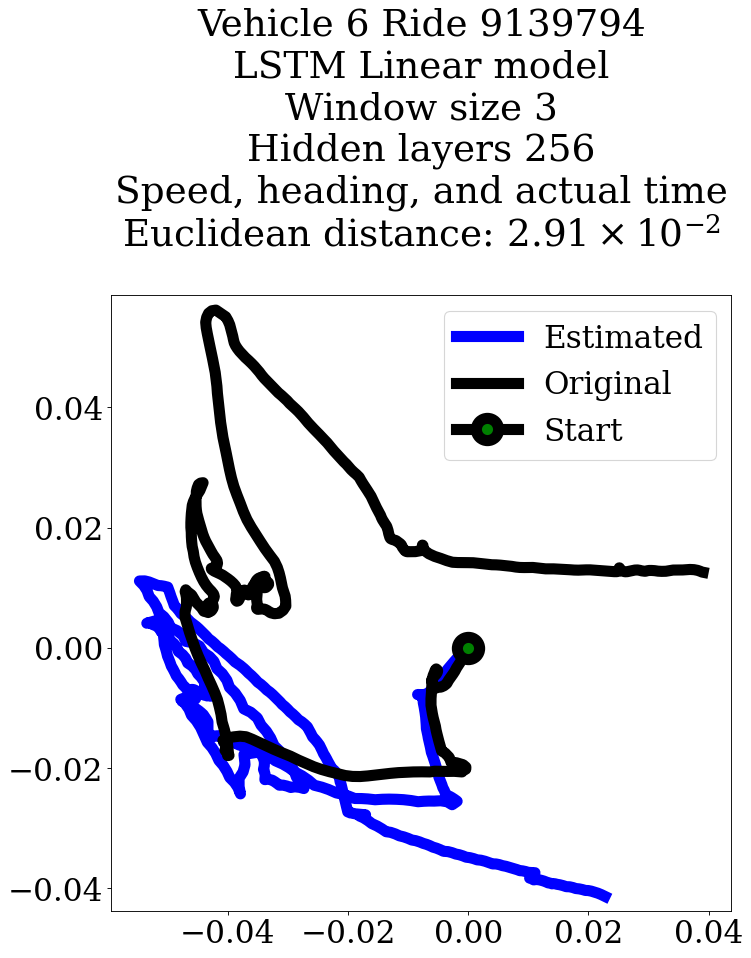 Vehicle 6 Ride 9139794
LSTM Linear model
Window size 3
Hidden layers 256
Speed, heading, and actual time
Euclidean distance: 2.91 × 10⁻²
Estimated
Original
Start
0.04
0.02
0.00
−0.02
−0.04
−0.04 −0.02 0.00 0.02 0.04